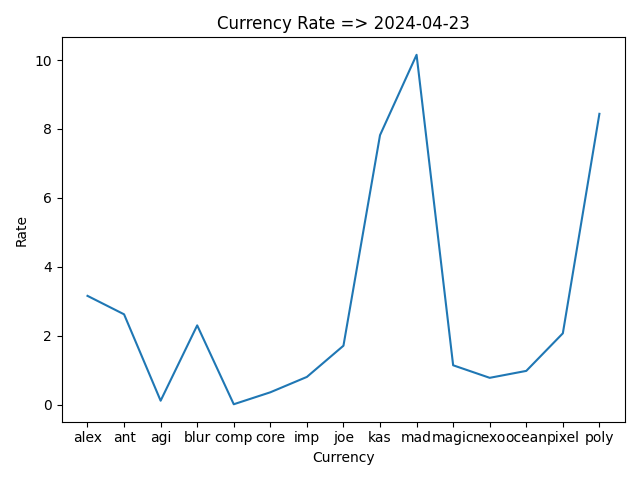 Currency Rate => 2024-04-23
10
8
6
4
2
0
Rate
alex ant agi blur comp core imp joe kas mad magic nexo ocean pixel poly
Currency